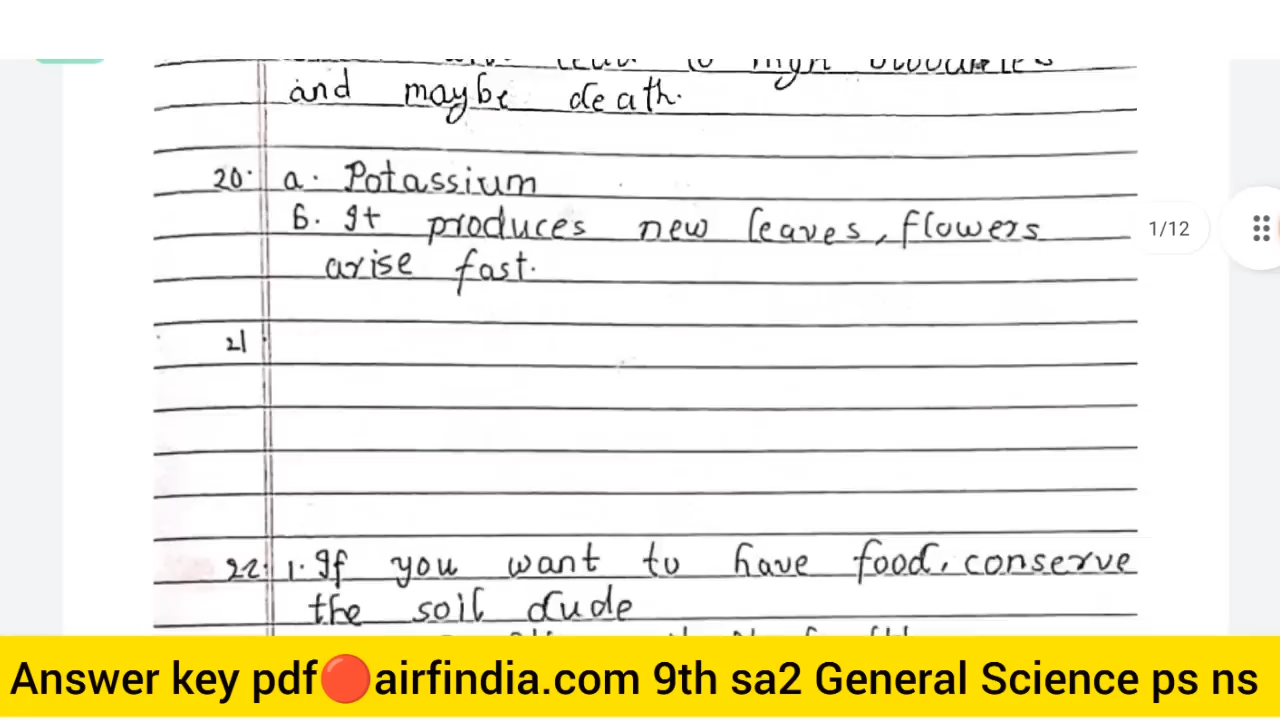 and maybe death.
20. a. Potassium
b. It produces new leaves, flowers
arise fast.
1/12
21
22. 1. If you want to have food, conserve
the soil dude
Answer key pdf🔴airfindia.com 9th sa2 General Science ps ns